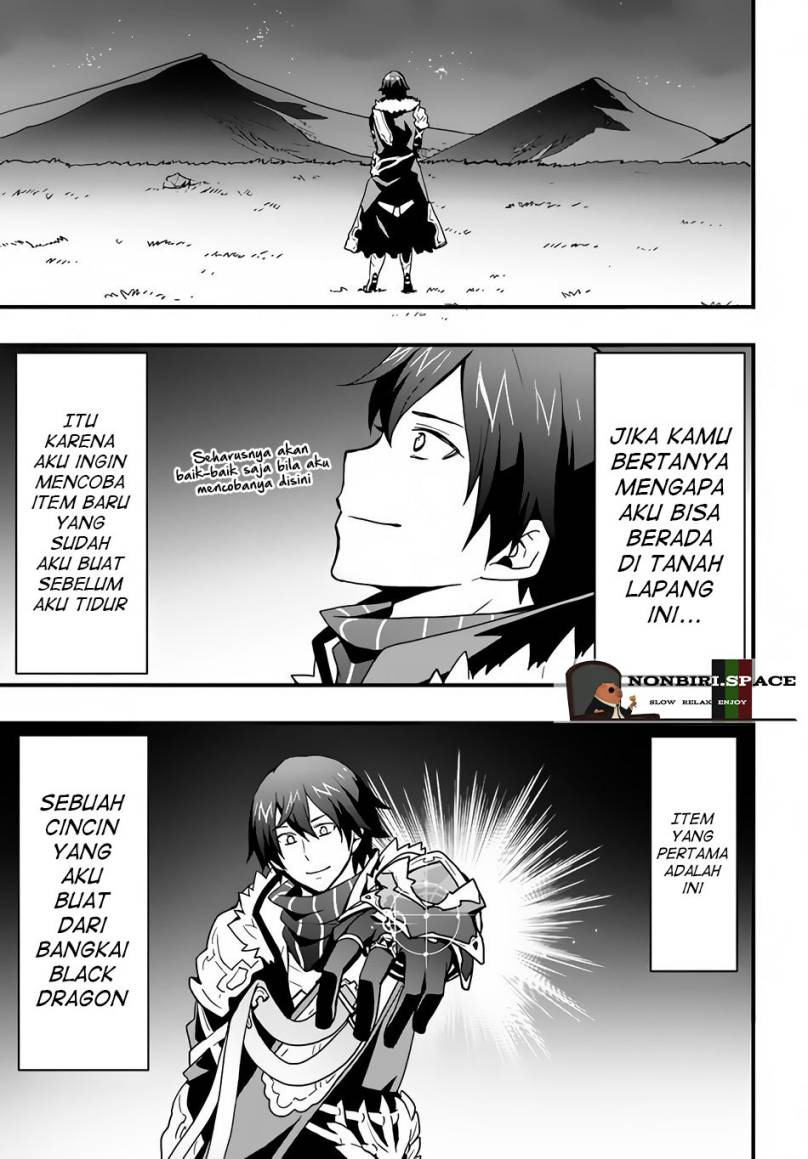 JIKA KAMU
BERTANYA
MENGAPA
AKU BISA
BERADA
DI TANAH
LAPANG
INI...
Seharusnya akan
baik-baik saja bila aku
mencobanya disini
ITU
KARENA
AKU INGIN
MENCOBA
ITEM BARU
YANG
SUDAH
AKU BUAT
SEBELUM
AKU TIDUR
NONBIRI.SPACE
SLOW RELAX ENJOY
ITEM
YANG
PERTAMA
ADALAH
INI
SEBUAH
CINCIN
YANG
AKU
BUAT
DARI
BANGKAI
BLACK
DRAGON